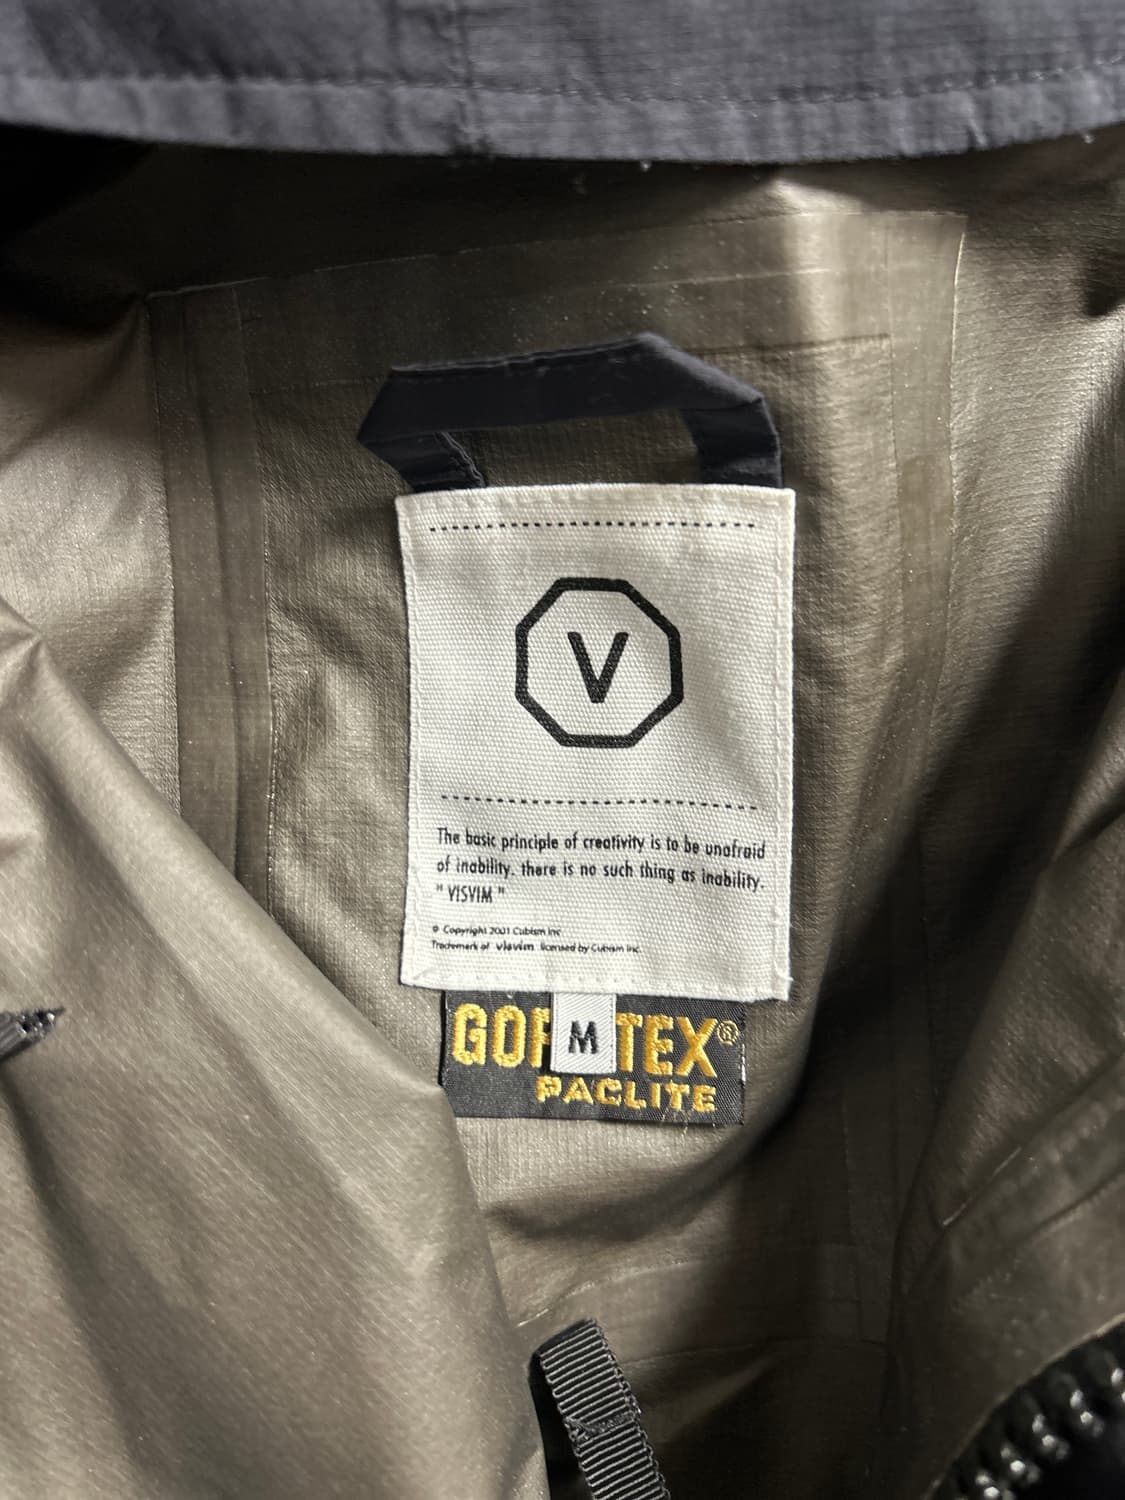 V
The basic principle of creativity is to be unafraid
of inability. there is no such thing as inability.
" VISVIM "
© Copyright 2001 Cubism Inc
Trademark of visvim licensed by Cubism Inc.
GOR TEX®
M
PACLITE